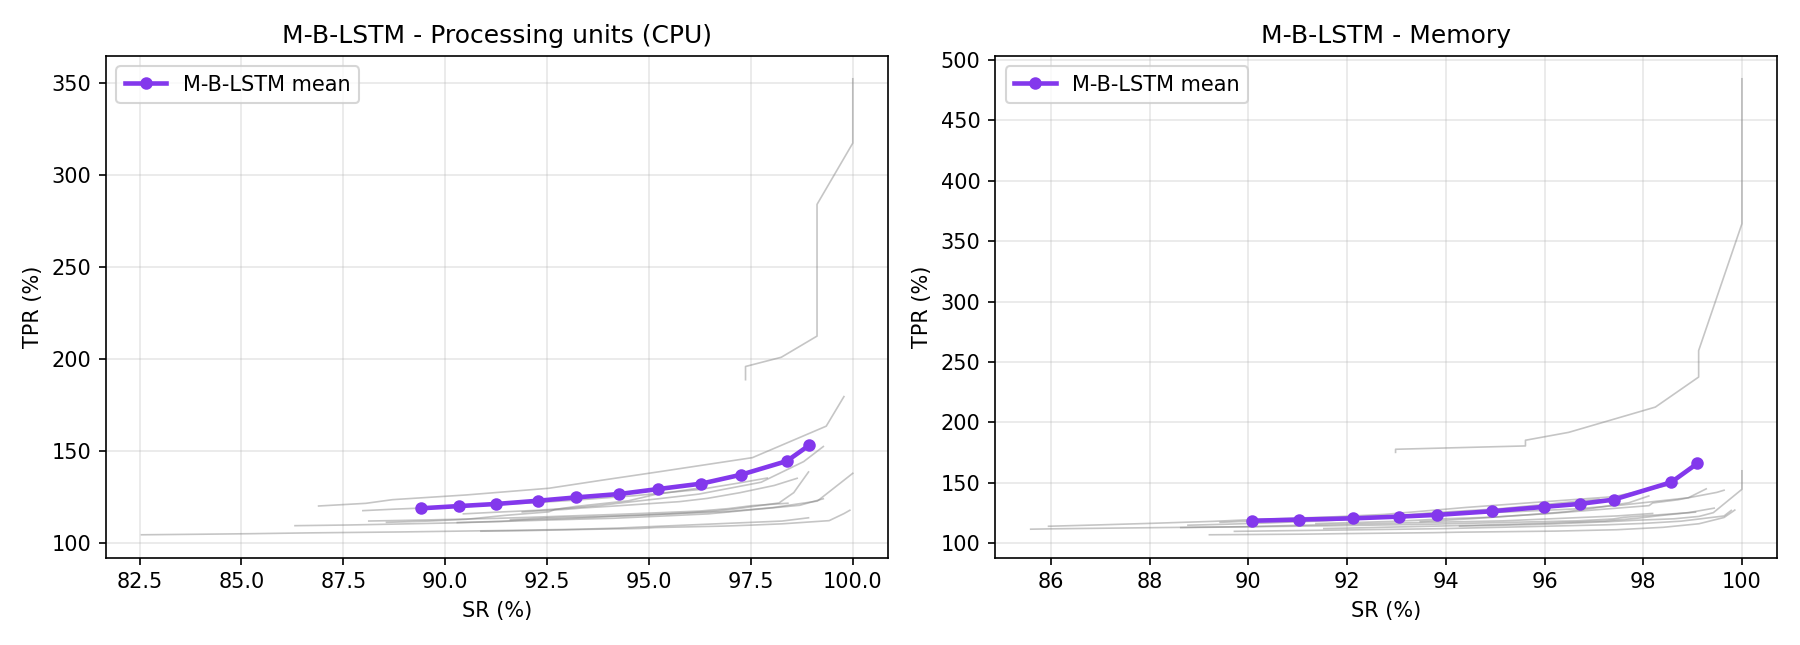 M-B-LSTM - Processing units (CPU)
M-B-LSTM mean
TPR (%)
350
300
250
200
150
100
82.5 85.0 87.5 90.0 92.5 95.0 97.5 100.0
SR (%)
M-B-LSTM - Memory
M-B-LSTM mean
TPR (%)
500
450
400
350
300
250
200
150
100
86 88 90 92 94 96 98 100
SR (%)